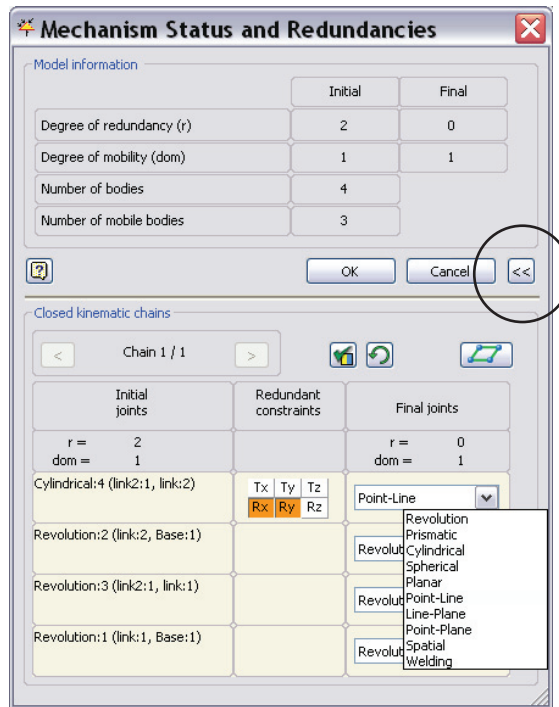 Mechanism Status and Redundancies
Model information
Initial Final
Degree of redundancy (r) 2 0
Degree of mobility (dom) 1 1
Number of bodies 4
Number of mobile bodies 3
OK Cancel <<
Closed kinematic chains
< Chain 1 / 1 >
Initial joints Redundant constraints Final joints
r = 2 r = 0
dom = 1 dom = 1
Cylindrical:4 (link2:1, link:2) Tx Ty Tz Point-Line
Rx Ry Rz
Revolution
Prismatic
Revolution:2 (link:2, Base:1) Revolut Cylindrical
Spherical
Planar
Revolution:3 (link2:1, link:1) Revolut Point-Line
Line-Plane
Point-Plane
Revolution:1 (link:1, Base:1) Revolut Spatial
Welding